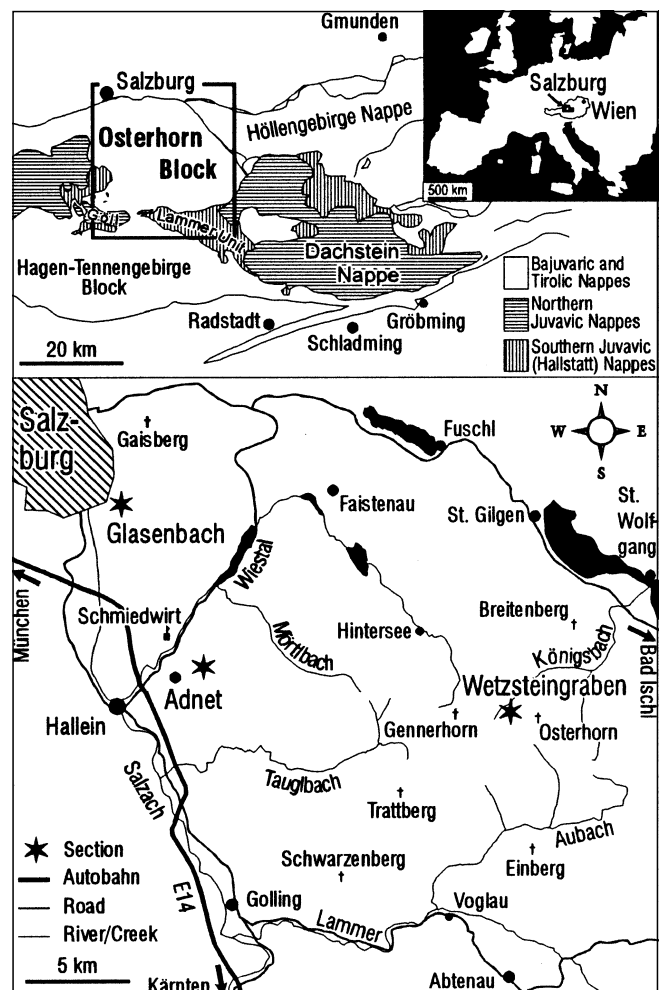 Gmunden
Salzburg
Höllengebirge Nappe
Osterhorn
Block
Salzburg
Wien
500 km
Göll
Lammer Unit
Dachstein
Nappe
Hagen-Tennengebirge
Block
Bajuvaric and
Tirolic Nappes
Northern
Juvavic Nappes
Southern Juvavic
(Hallstatt) Nappes
Radstadt
Gröbming
Schladming
20 km
Salz-
burg
Gaisberg
Fuschl
N
W
E
S
Faistenau
St. Gilgen
St.
Wolf-
gang
Glasenbach
Wiestal
München
Schmiedwirt
Mörtlbach
Hintersee
Breitenberg
Königsbach
Bad Ischl
Adnet
Wetzsteingraben
Hallein
Gennerhorn
Osterhorn
Salzach
Tauglbach
Trattberg
Aubach
Schwarzenberg
Einberg
Section
Autobahn
Road
River/Creek
5 km
E14
Golling
Lammer
Voglau
Abtenau
Kärnten